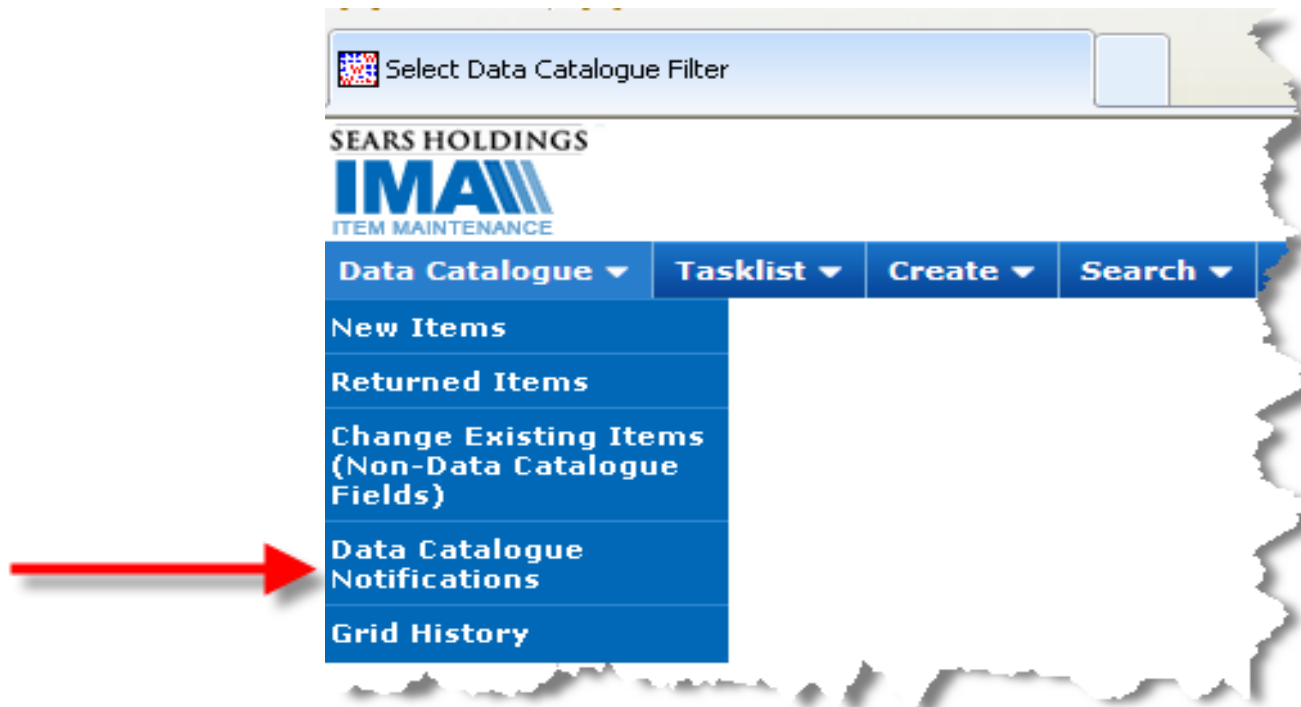 Select Data Catalogue Filter
SEARS HOLDINGS
IMA
ITEM MAINTENANCE
Data Catalogue Tasklist Create Search
New Items
Returned Items
Change Existing Items
(Non-Data Catalogue
Fields)
Data Catalogue
Notifications
Grid History